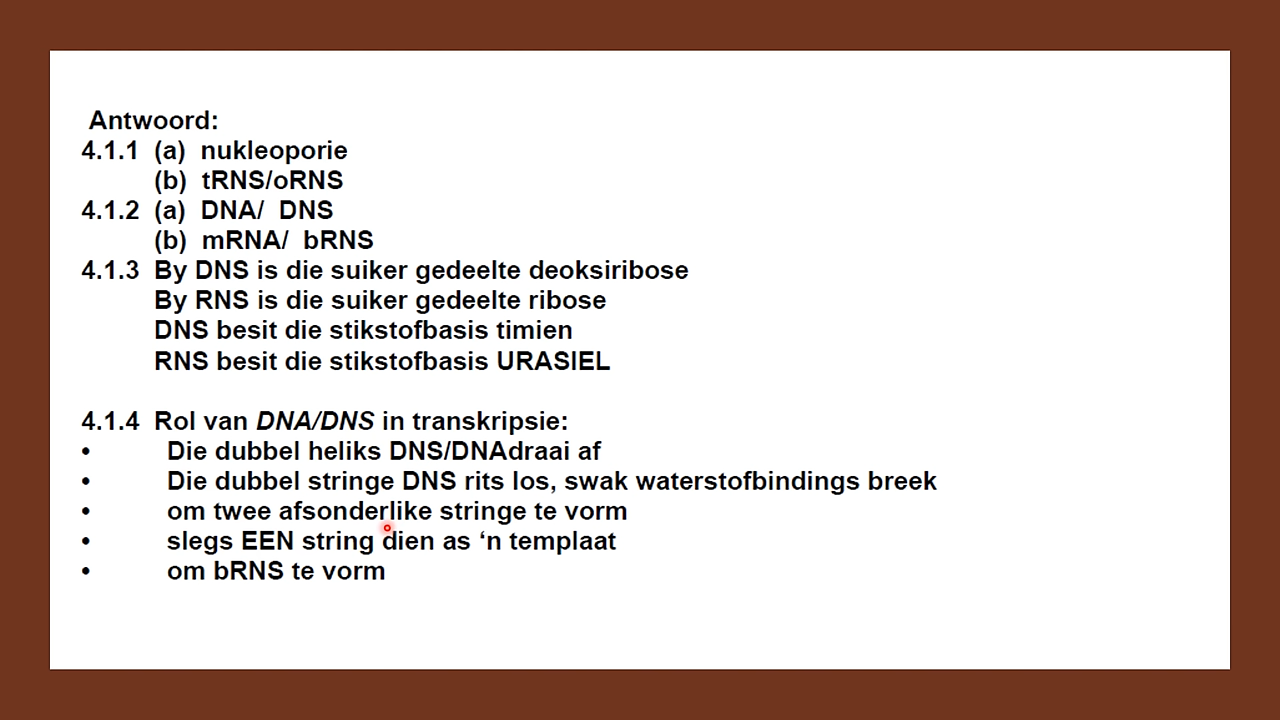 Antwoord:
4.1.1 (a) nukleoporie
(b) tRNS/oRNS
4.1.2 (a) DNA/ DNS
(b) mRNA/ bRNS
4.1.3 By DNS is die suiker gedeelte deoksiribose
By RNS is die suiker gedeelte ribose
DNS besit die stikstofbasis timien
RNS besit die stikstofbasis URASIEL
4.1.4 Rol van DNA/DNS in transkripsie:
• Die dubbel heliks DNS/DNAdraai af
• Die dubbel stringe DNS rits los, swak waterstofbindings breek
• om twee afsonderlike stringe te vorm
• slegs EEN string dien as ‘n templaat
• om bRNS te vorm